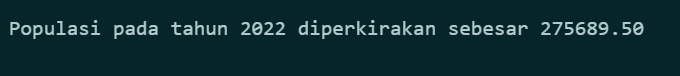 Populasi pada tahun 2022 diperkirakan sebesar 275689.50